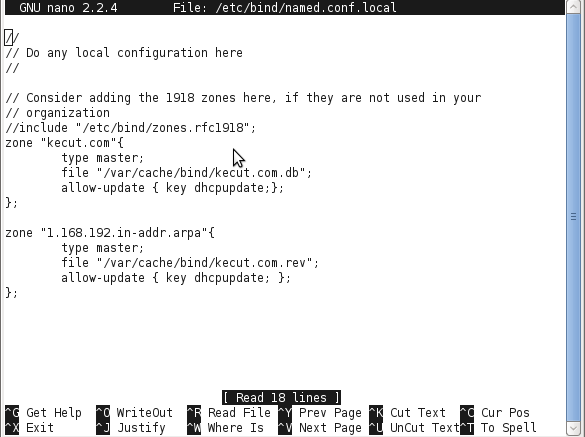 GNU nano 2.2.4 File: /etc/bind/named.conf.local
//
// Do any local configuration here
//
// Consider adding the 1918 zones here, if they are not used in your
// organization
//include "/etc/bind/zones.rfc1918";
zone "kecut.com"{
type master;
file "/var/cache/bind/kecut.com.db";
allow-update { key dhcpupdate;};
};
zone "1.168.192.in-addr.arpa"{
type master;
file "/var/cache/bind/kecut.com.rev";
allow-update { key dhcpupdate; };
};
[ Read 18 lines ]
^G Get Help ^O WriteOut ^R Read File ^Y Prev Page ^K Cut Text ^C Cur Pos
^X Exit ^J Justify ^W Where Is ^V Next Page ^U UnCut Text ^T To Spell